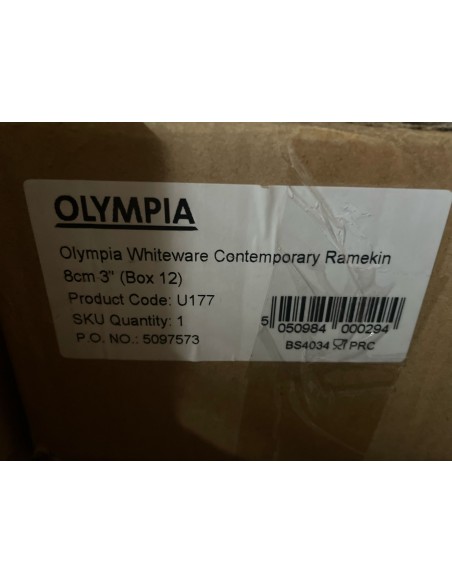 OLYMPIA
Olympia Whiteware Contemporary Ramekin
8cm 3" (Box 12)
Product Code: U177
SKU Quantity: 1
P.O. NO.: 5097573
5 050984 000294
BS4034 PRC